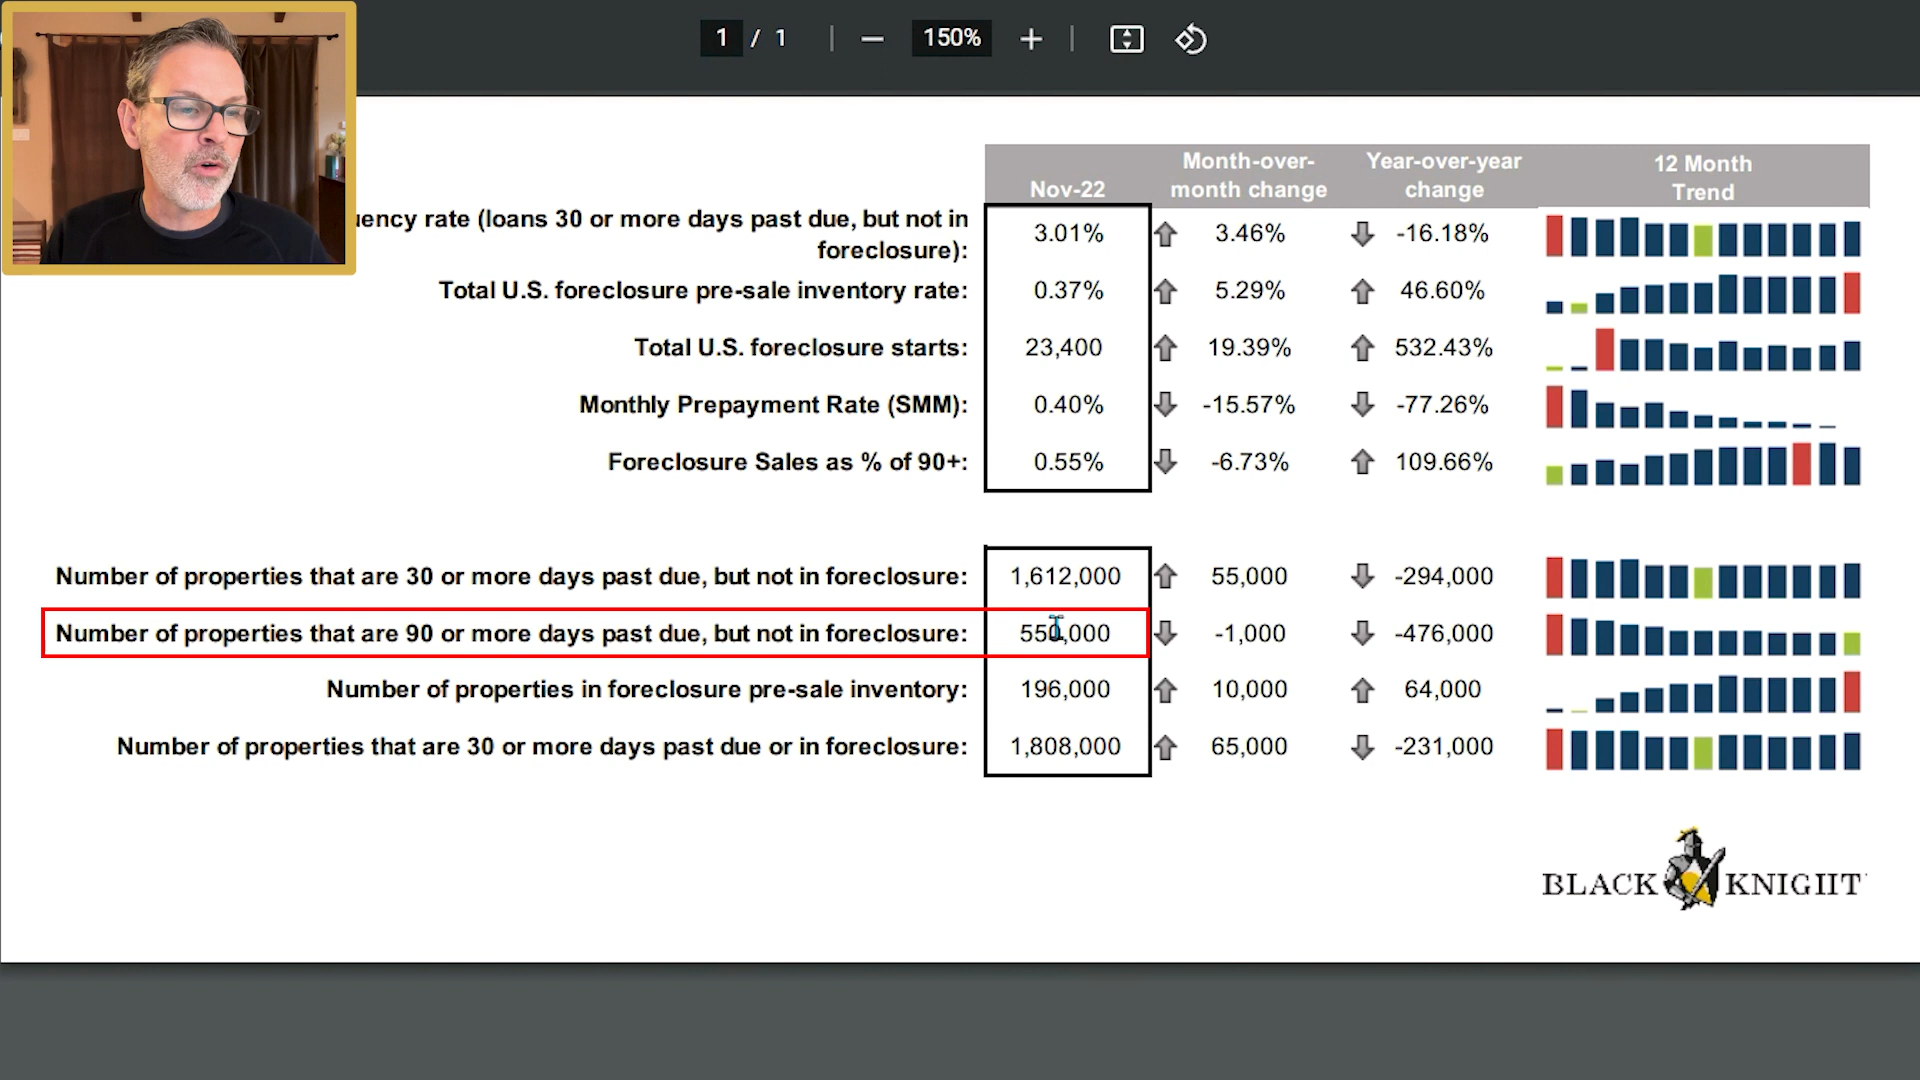 1 / 1 150%
Nov-22
Month-over-
month change
Year-over-year
change
12 Month
Trend
uency rate (loans 30 or more days past due, but not in
foreclosure):
3.01% 3.46% -16.18%
Total U.S. foreclosure pre-sale inventory rate: 0.37% 5.29% 46.60%
Total U.S. foreclosure starts: 23,400 19.39% 532.43%
Monthly Prepayment Rate (SMM): 0.40% -15.57% -77.26%
Foreclosure Sales as % of 90+: 0.55% -6.73% 109.66%
Number of properties that are 30 or more days past due, but not in foreclosure: 1,612,000 55,000 -294,000
Number of properties that are 90 or more days past due, but not in foreclosure: -1,000 -476,000
Number of properties in foreclosure pre-sale inventory: 196,000 10,000 64,000
Number of properties that are 30 or more days past due or in foreclosure: 1,808,000 65,000 -231,000
BLACK KNIGHT